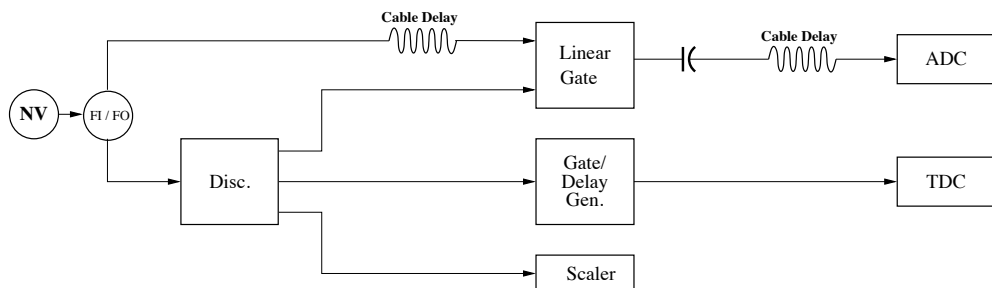 Cable Delay
Cable Delay
Linear
Gate
ADC
NV
FI / FO
Disc.
Gate/
Delay
Gen.
TDC
Scaler